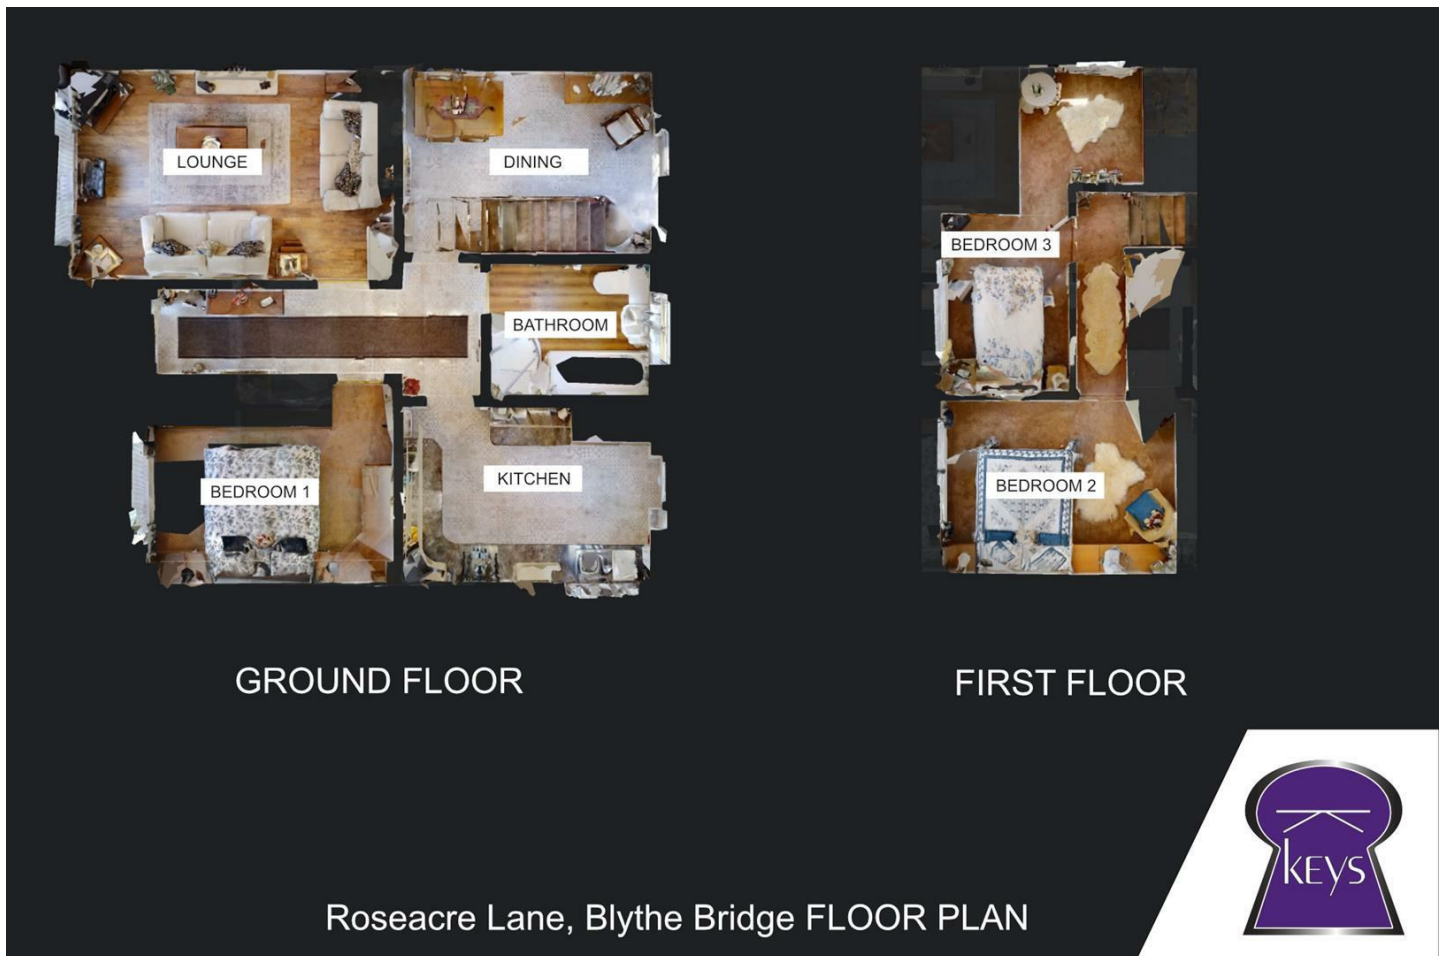 LOUNGE
DINING
BATHROOM
BEDROOM 1
KITCHEN
BEDROOM 3
BEDROOM 2
GROUND FLOOR
FIRST FLOOR
Roseacre Lane, Blythe Bridge FLOOR PLAN
KEYS